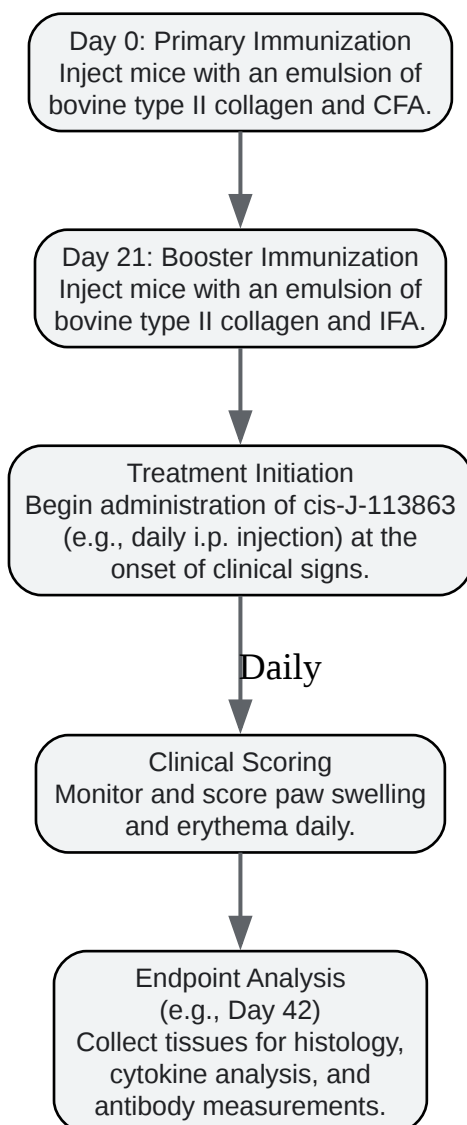 Day 0: Primary Immunization
Inject mice with an emulsion of
bovine type II collagen and CFA.
Day 21: Booster Immunization
Inject mice with an emulsion of
bovine type II collagen and IFA.
Treatment Initiation
Begin administration of cis-J-113863
(e.g., daily i.p. injection) at the
onset of clinical signs.
Daily
Clinical Scoring
Monitor and score paw swelling
and erythema daily.
Endpoint Analysis
(e.g., Day 42)
Collect tissues for histology,
cytokine analysis, and
antibody measurements.